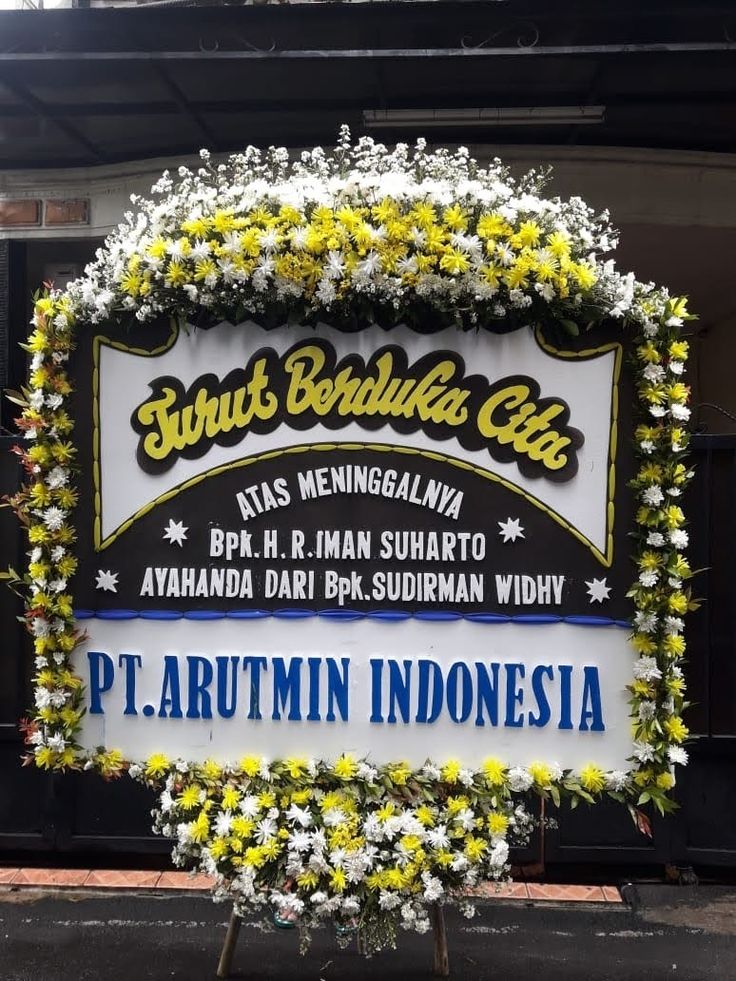 Turut Berduka Cita
ATAS MENINGGALNYA
Bpk.H.R.IMAN SUHARTO
AYAHANDA DARI Bpk.SUDIRMAN WIDHY
PT.ARUTMIN INDONESIA